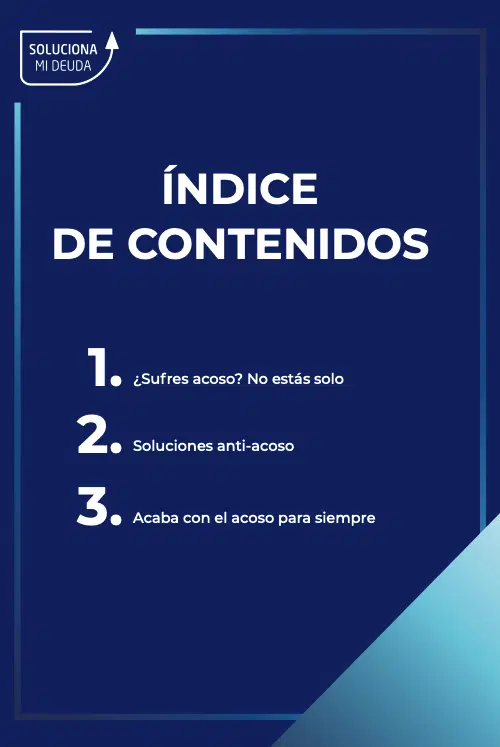 SOLUCIONA
MI DEUDA
ÍNDICE
DE CONTENIDOS
1. ¿Sufres acoso? No estás solo
2. Soluciones anti-acoso
3. Acaba con el acoso para siempre